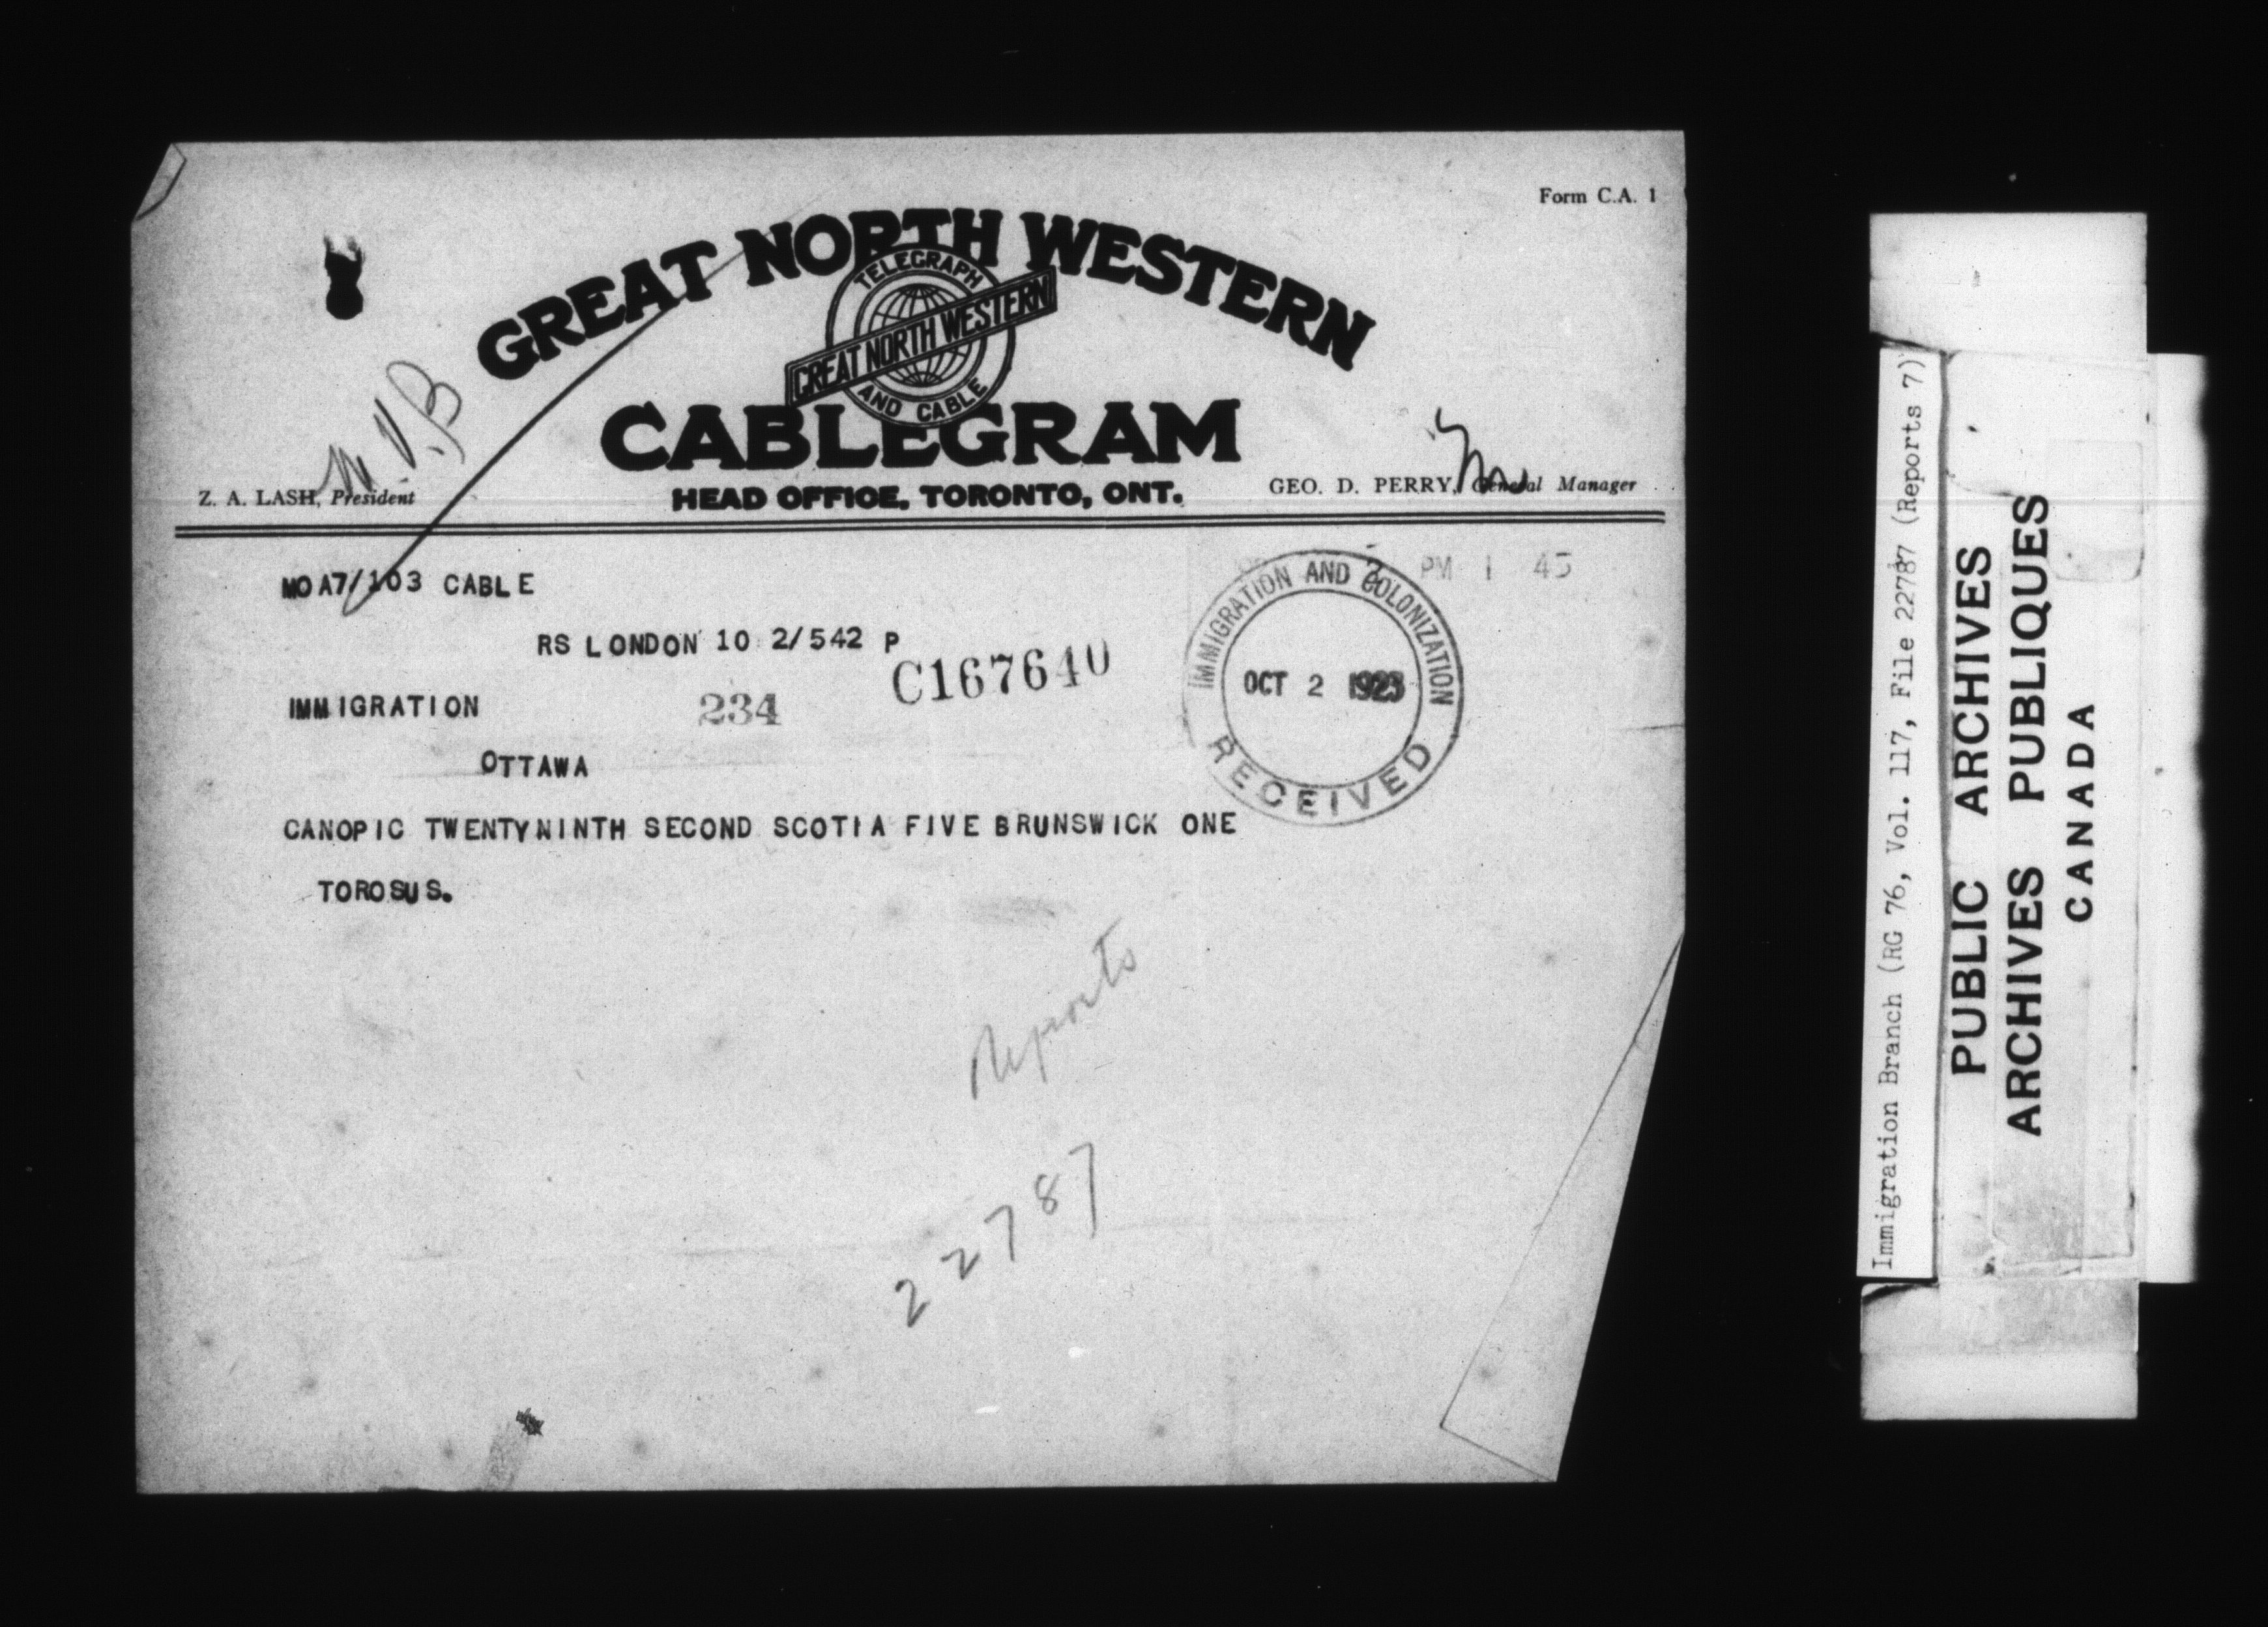 Form C.A. 1
GREAT NORTH WESTERN
TELEGRAPH
GREAT NORTH WESTERN
AND CABLE
CABLEGRAM
HEAD OFFICE, TORONTO, ONT.
Z. A. LASH, President
GEO. D. PERRY, General Manager
MOA7/103 CABLE
PM 1 45
RS LONDON 10 2/542 P
C167640
IMMIGRATION
234
OTTAWA
IMMIGRATION AND COLONIZATION
OCT 2 1923
RECEIVED
CANOPIC TWENTYNINTH SECOND SCOTIA FIVE BRUNSWICK ONE
TOROSUS.
Reports
22787
Immigration Branch (RG 76, Vol. 117, File 22787 (Reports 7)
PUBLIC ARCHIVES
ARCHIVES PUBLIQUES
CANADA